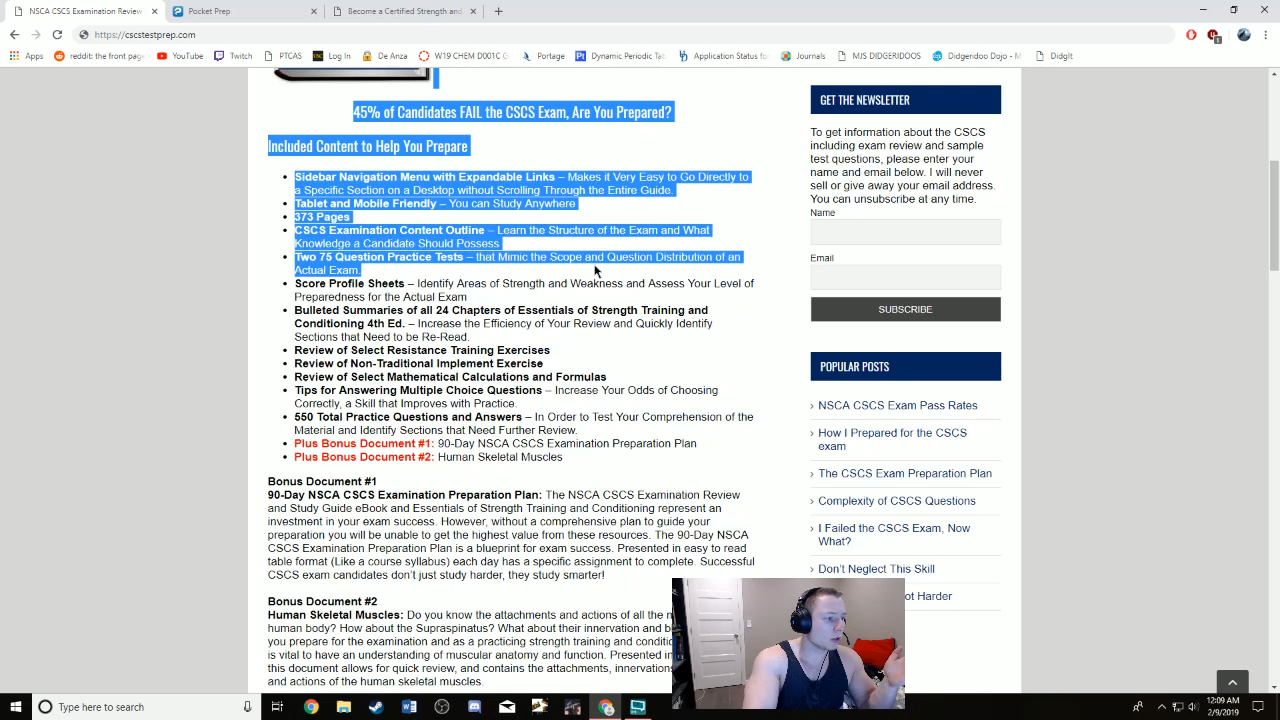 NSCA CSCS Examination Review
Pocket Prep
Become a Certified Strength and
https://cscstestprep.com
Apps
reddit: the front page
YouTube
Twitch
PTCAS
Log In
De Anza
W19 CHEM D001C
Portage
Dynamic Periodic Tab
Application Status fo
Journals
MJS DIDGERIDOOS
Didgeridoo Dojo - M
DidgIt
45% of Candidates FAIL the CSCS Exam, Are You Prepared?
Included Content to Help You Prepare
Sidebar Navigation Menu with Expandable Links – Makes it Very Easy to Go Directly to
a Specific Section on a Desktop without Scrolling Through the Entire Guide.
Tablet and Mobile Friendly – You can Study Anywhere
373 Pages
CSCS Examination Content Outline – Learn the Structure of the Exam and What
Knowledge a Candidate Should Possess
Two 75 Question Practice Tests – that Mimic the Scope and Question Distribution of an
Actual Exam.
Score Profile Sheets – Identify Areas of Strength and Weakness and Assess Your Level of
Preparedness for the Actual Exam
Bulleted Summaries of all 24 Chapters of Essentials of Strength Training and
Conditioning 4th Ed. – Increase the Efficiency of Your Review and Quickly Identify
Sections that Need to be Re-Read.
Review of Select Resistance Training Exercises
Review of Non-Traditional Implement Exercise
Review of Select Mathematical Calculations and Formulas
Tips for Answering Multiple Choice Questions – Increase Your Odds of Choosing
Correctly, a Skill that Improves with Practice.
550 Total Practice Questions and Answers – In Order to Test Your Comprehension of the
Material and Identify Sections that Need Further Review.
Plus Bonus Document #1: 90-Day NSCA CSCS Examination Preparation Plan
Plus Bonus Document #2: Human Skeletal Muscles
Bonus Document #1
90-Day NSCA CSCS Examination Preparation Plan: The NSCA CSCS Examination Review
and Study Guide eBook and Essentials of Strength Training and Conditioning represent an
investment in your exam success. However, without a comprehensive plan to guide your
preparation you will be unable to get the highest value from these resources. The 90-Day NSCA
CSCS Examination Preparation Plan is a blueprint for exam success. Presented in easy to read
table format (Like a course syllabus) each day has a specific assignment to complete. Successful
CSCS exam candidates don't just study harder, they study smarter!
Bonus Document #2
Human Skeletal Muscles: Do you know the attachments and actions of all the
human body? How about the Supraspinatus? What about their innervation and
you prepare for the examination and as a practicing strength training and
is vital to have an understanding of muscular anatomy and function. Presented in
this document allows for quick review, and contains the attachments,
and actions of the human skeletal muscles.
GET THE NEWSLETTER
To get information about the CSCS
including exam review and sample
test questions, please enter your
name and email below. I will never
sell or give away your email address.
You can unsubscribe at any time.
Name
Email
SUBSCRIBE
POPULAR POSTS
NSCA CSCS Exam Pass Rates
How I Prepared for the CSCS
exam
The CSCS Exam Preparation Plan
Complexity of CSCS Questions
I Failed the CSCS Exam, Now
What?
Don't Neglect This Skill
ot Harder
Type here to search
12:09 AM
2/9/2019